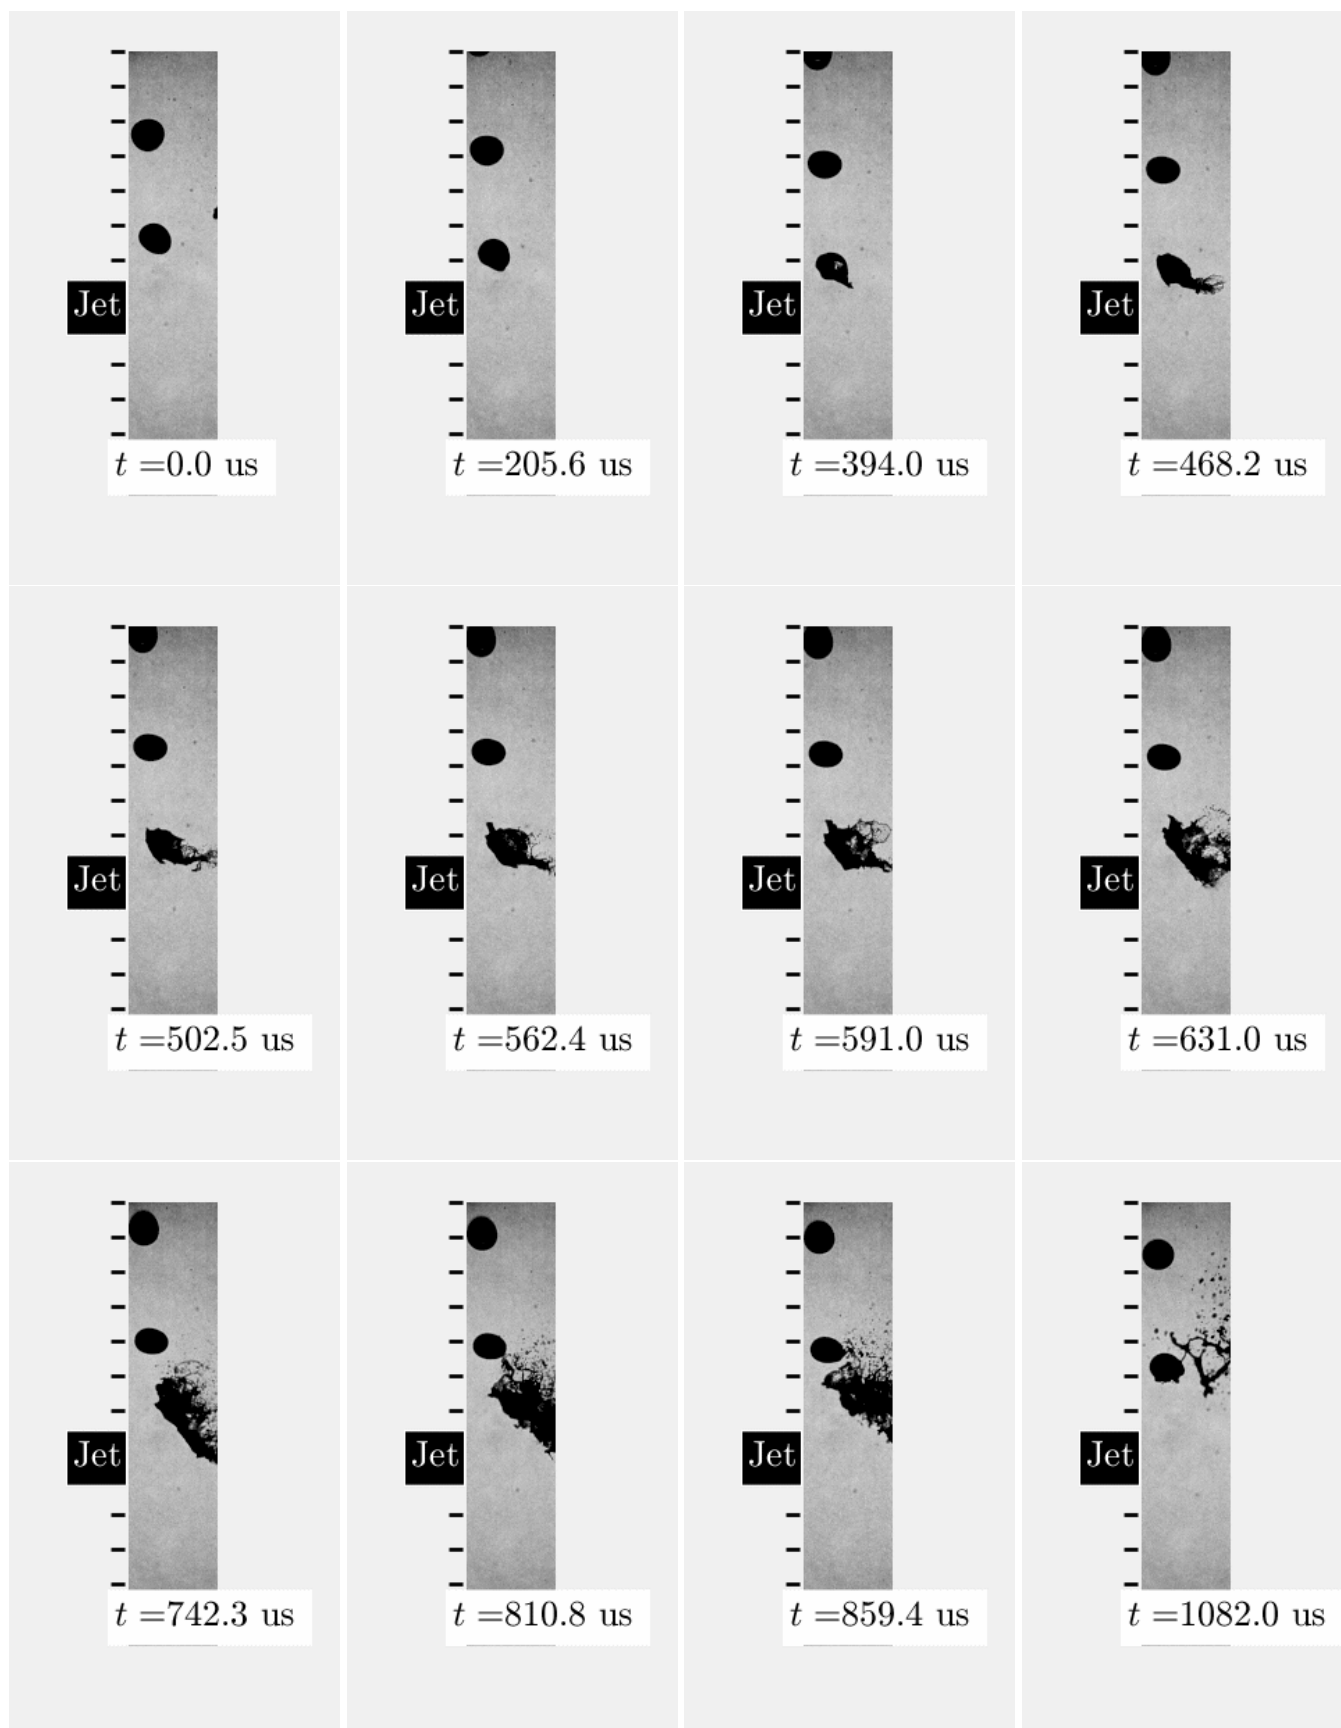 Jet
Jet
Jet
Jet
t =0.0 us
t =205.6 us
t =394.0 us
t =468.2 us
Jet
Jet
Jet
Jet
t =502.5 us
t =562.4 us
t =591.0 us
t =631.0 us
Jet
Jet
Jet
Jet
t =742.3 us
t =810.8 us
t =859.4 us
t =1082.0 us